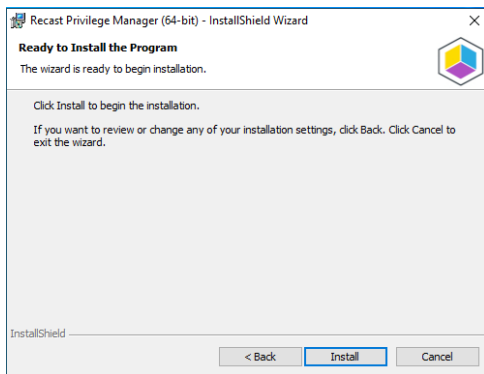 Recast Privilege Manager (64-bit) - InstallShield Wizard
Ready to Install the Program
The wizard is ready to begin installation.
Click Install to begin the installation.
If you want to review or change any of your installation settings, click Back. Click Cancel to
exit the wizard.
InstallShield
< Back
Install
Cancel